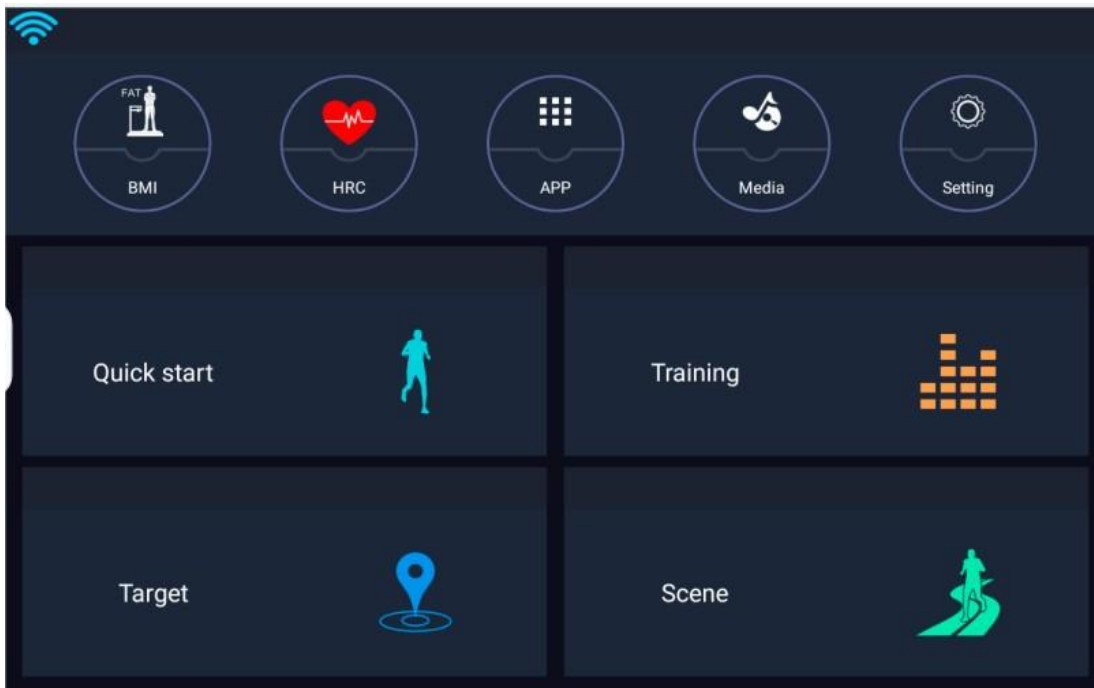 FAT
BMI
HRC
APP
Media
Setting
Quick start
Training
Target
Scene